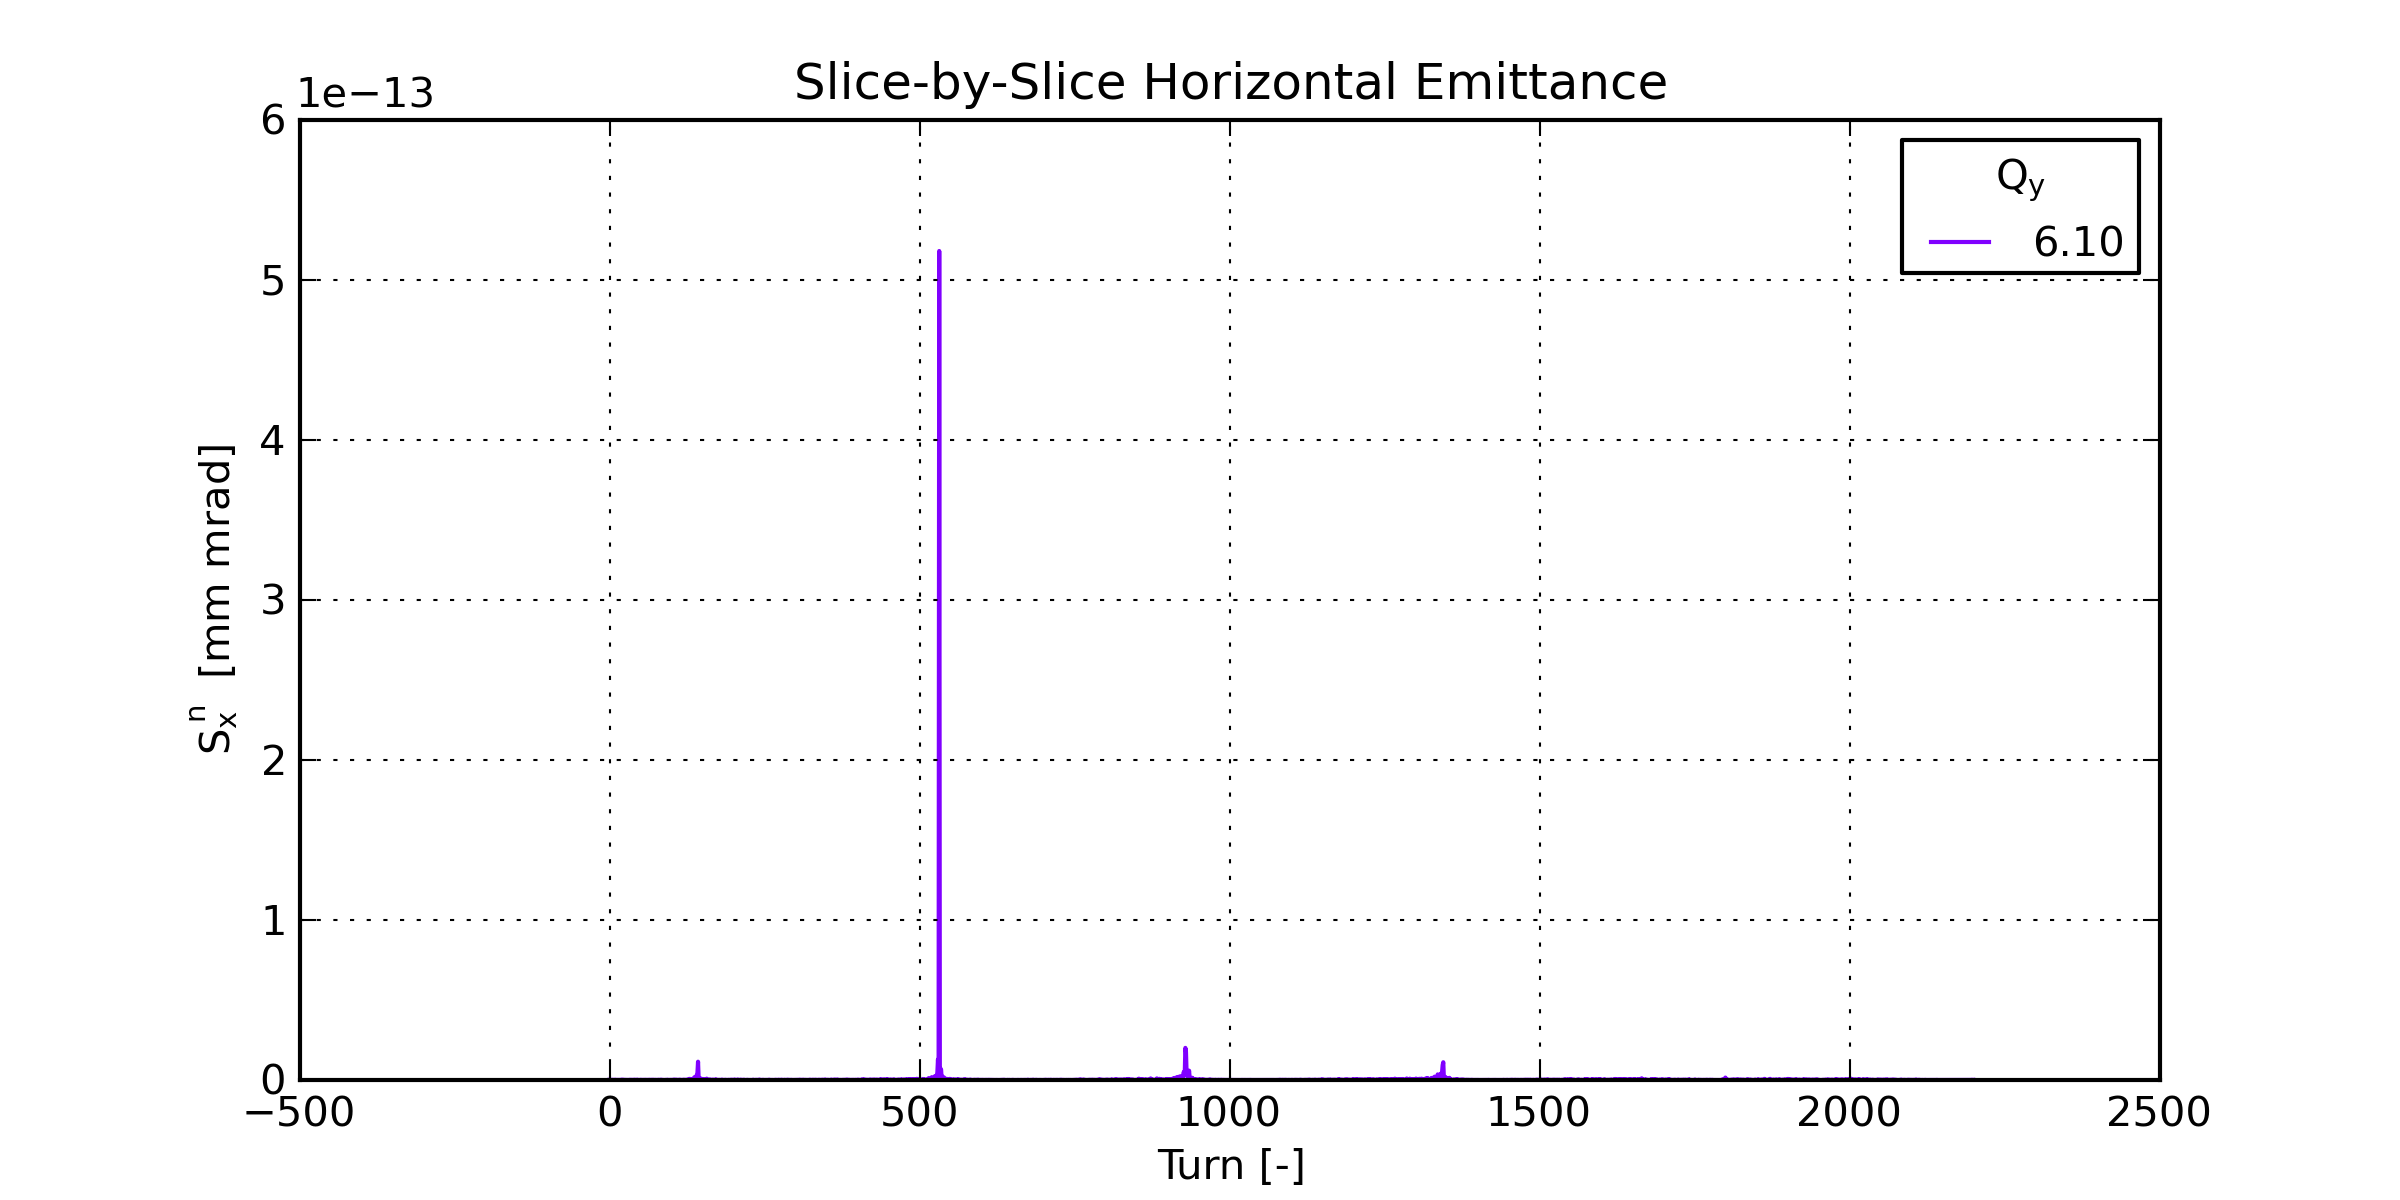 Slice-by-Slice Horizontal Emittance
1e−13
6
5
4
3
2
1
0
S_x^n [mm mrad]
Q_y
6.10
−500 0 500 1000 1500 2000 2500
Turn [-]